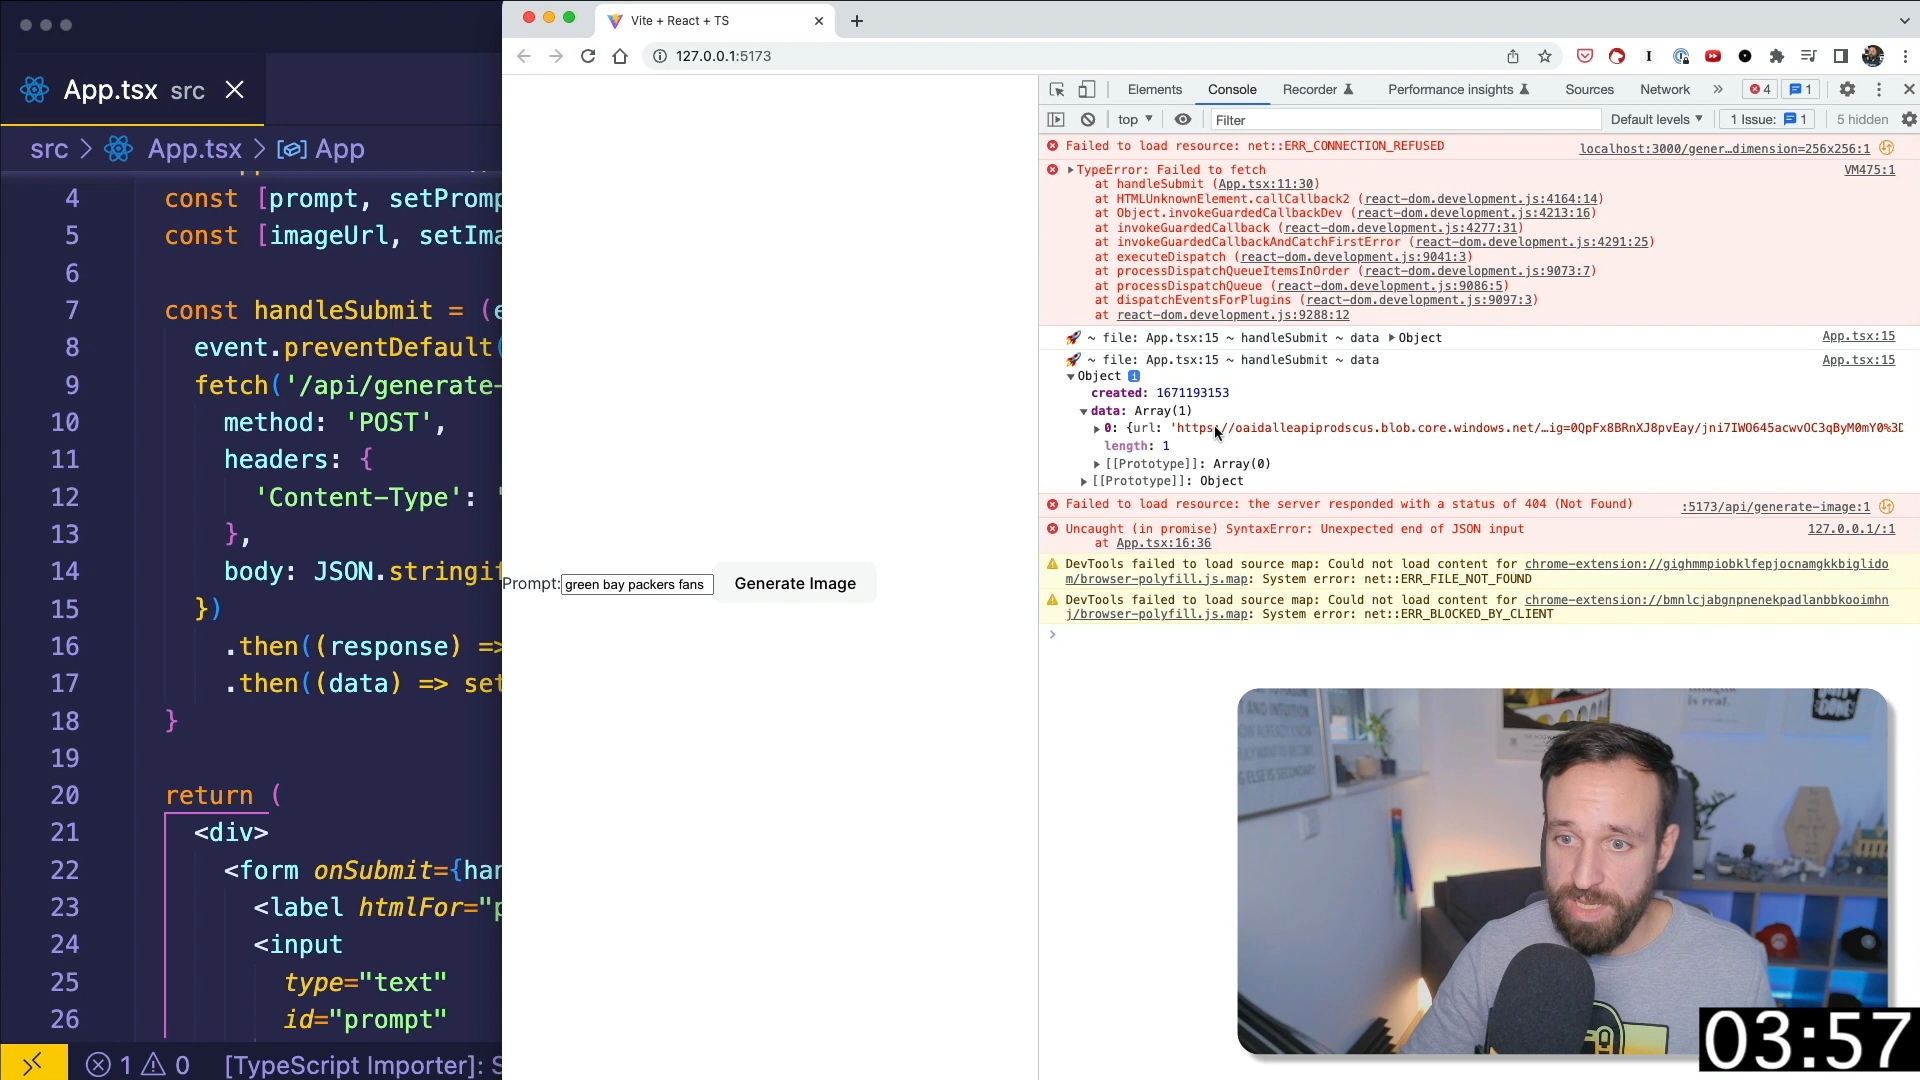 App.tsx src
src > App.tsx > App
4 const [prompt, setPromp
5 const [imageUrl, setIma
6
7 const handleSubmit = (e
8 event.preventDefault(
9 fetch('/api/generate-
10 method: 'POST',
11 headers: {
12 'Content-Type': '
13 },
14 body: JSON.stringif
15 })
16 .then((response) =>
17 .then((data) => set
18 }
19
20 return (
21 <div>
22 <form onSubmit={han
23 <label htmlFor="p
24 <input
25 type="text"
26 id="prompt"
1 0 [TypeScript Importer]: S
Vite + React + TS
127.0.0.1:5173
Prompt: green bay packers fans Generate Image
Elements Console Recorder Performance insights Sources Network » 4 1
top Filter Default levels 1 Issue: 1 5 hidden
Failed to load resource: net::ERR_CONNECTION_REFUSED localhost:3000/gener…dimension=256x256:1
TypeError: Failed to fetch VM475:1
at handleSubmit (App.tsx:11:30)
at HTMLUnknownElement.callCallback2 (react-dom.development.js:4164:14)
at Object.invokeGuardedCallbackDev (react-dom.development.js:4213:16)
at invokeGuardedCallback (react-dom.development.js:4277:31)
at invokeGuardedCallbackAndCatchFirstError (react-dom.development.js:4291:25)
at executeDispatch (react-dom.development.js:9041:3)
at processDispatchQueueItemsInOrder (react-dom.development.js:9073:7)
at processDispatchQueue (react-dom.development.js:9086:5)
at dispatchEventsForPlugins (react-dom.development.js:9097:3)
at react-dom.development.js:9288:12
🚀 ~ file: App.tsx:15 ~ handleSubmit ~ data ▶ Object App.tsx:15
🚀 ~ file: App.tsx:15 ~ handleSubmit ~ data App.tsx:15
▼ Object i
created: 1671193153
▼ data: Array(1)
▶ 0: {url: 'https://oaidalleapiprodscus.blob.core.windows.net/…ig=0QpFx8BRnXJ8pvEay/jni7IWO645acwvOC3qByM0mY0%3D
length: 1
▶ [[Prototype]]: Array(0)
▶ [[Prototype]]: Object
Failed to load resource: the server responded with a status of 404 (Not Found) :5173/api/generate-image:1
Uncaught (in promise) SyntaxError: Unexpected end of JSON input 127.0.0.1/:1
at App.tsx:16:36
DevTools failed to load source map: Could not load content for chrome-extension://gighmmpiobklfepjocnamgkkbiglido
m/browser-polyfill.js.map: System error: net::ERR_FILE_NOT_FOUND
DevTools failed to load source map: Could not load content for chrome-extension://bmnlcjabgnpnenekpadlanbbkooimhn
j/browser-polyfill.js.map: System error: net::ERR_BLOCKED_BY_CLIENT
>
is real.
DONE
03:57